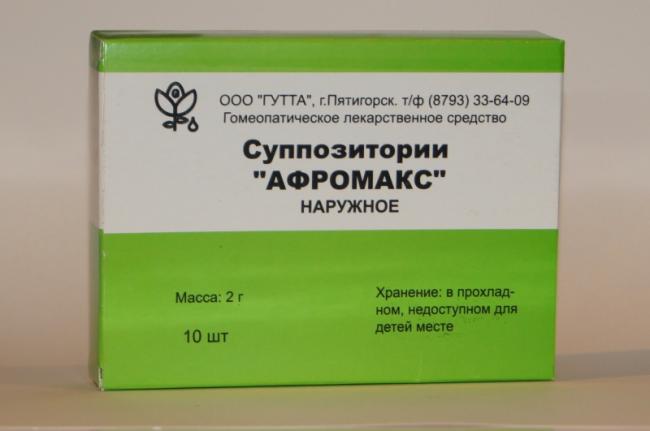 ООО "ГУТТА", г.Пятигорск. т/ф (8793) 33-64-09
Гомеопатическое лекарственное средство
Суппозитории
"АФРОМАКС"
НАРУЖНОЕ
Масса: 2 г
10 шт
Хранение: в прохлад-
ном, недоступном для
детей месте